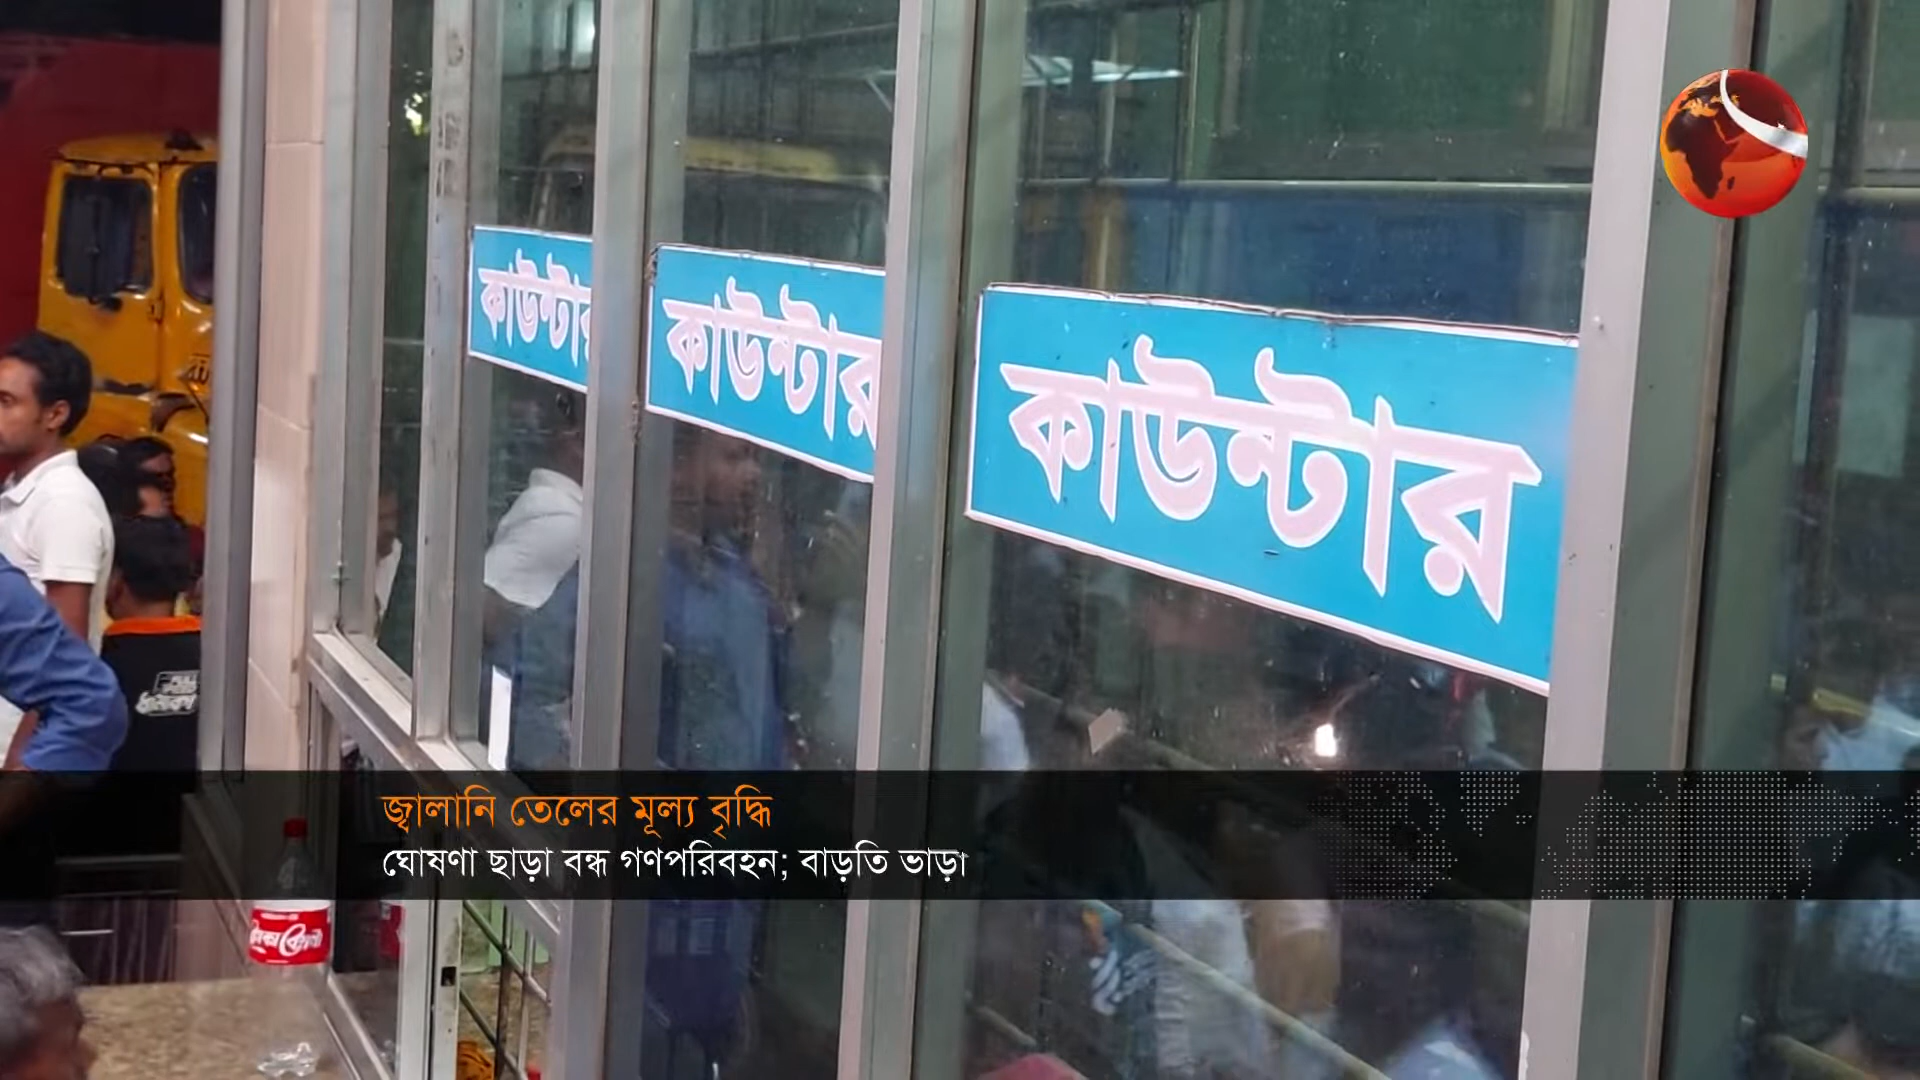 কাউন্টার
কাউন্টার
কাউন্টার
জ্বালানি তেলের মূল্য বৃদ্ধি
ঘোষণা ছাড়া বন্ধ গণপরিবহন; বাড়তি ভাড়া